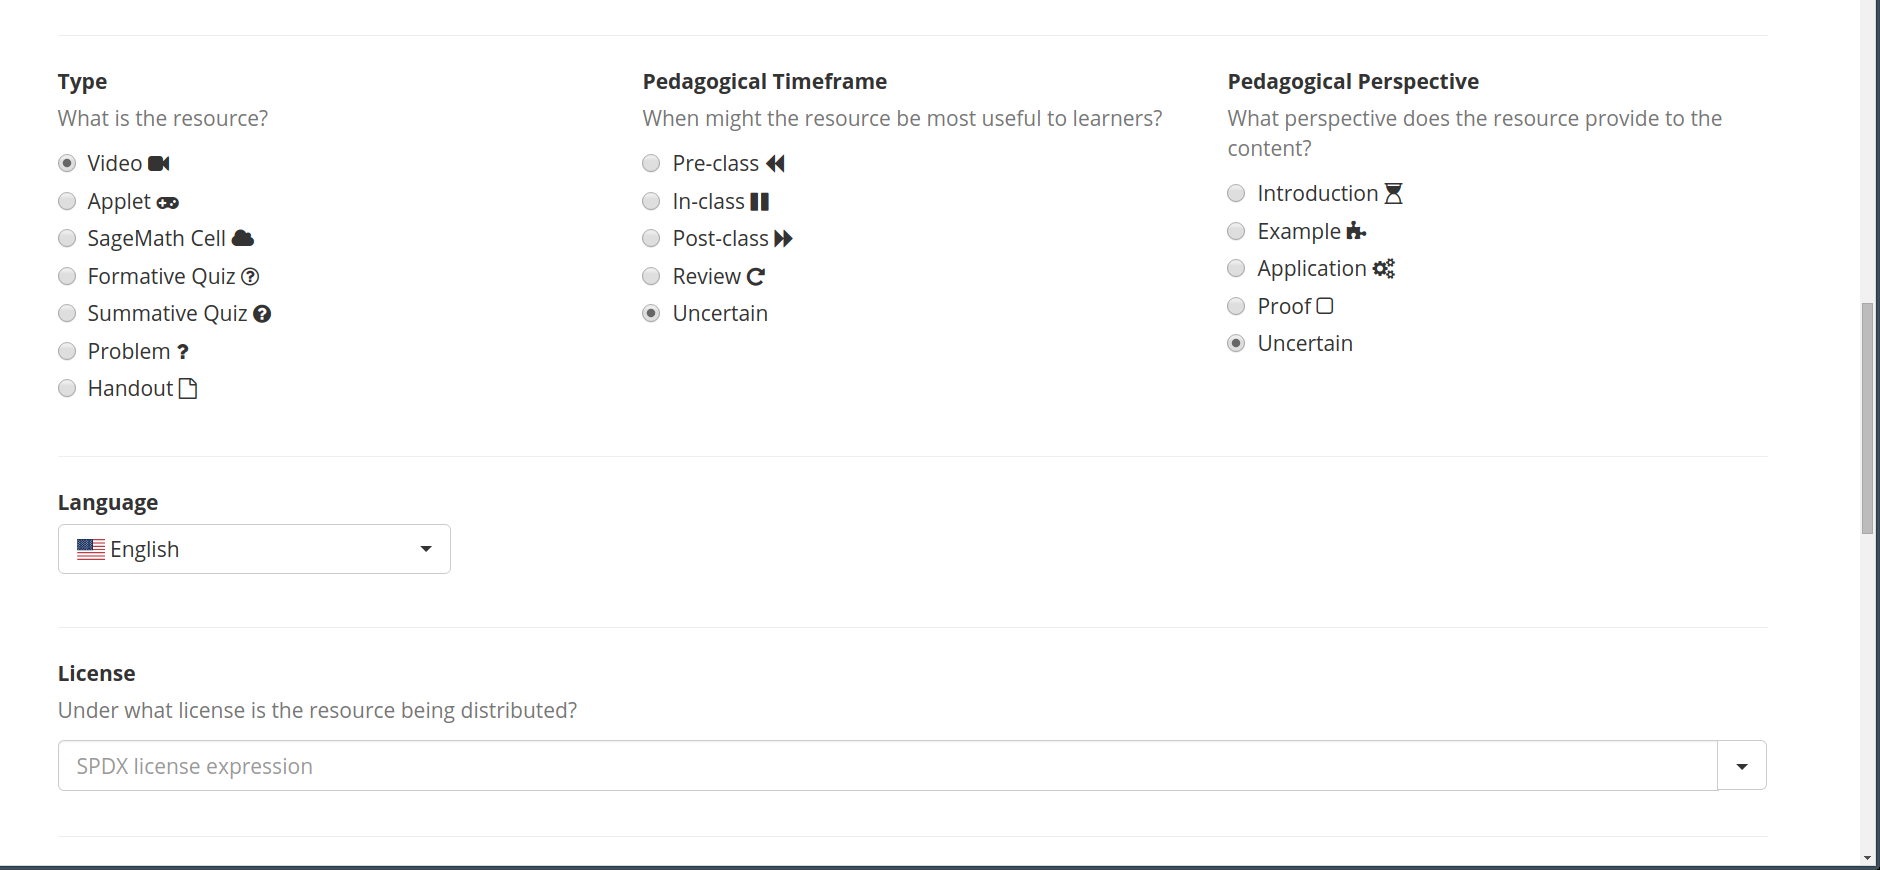 Type
What is the resource?
Video
Applet
SageMath Cell
Formative Quiz
Summative Quiz
Problem
Handout
Pedagogical Timeframe
When might the resource be most useful to learners?
Pre-class
In-class
Post-class
Review
Uncertain
Pedagogical Perspective
What perspective does the resource provide to the
content?
Introduction
Example
Application
Proof
Uncertain
Language
English
License
Under what license is the resource being distributed?
SPDX license expression